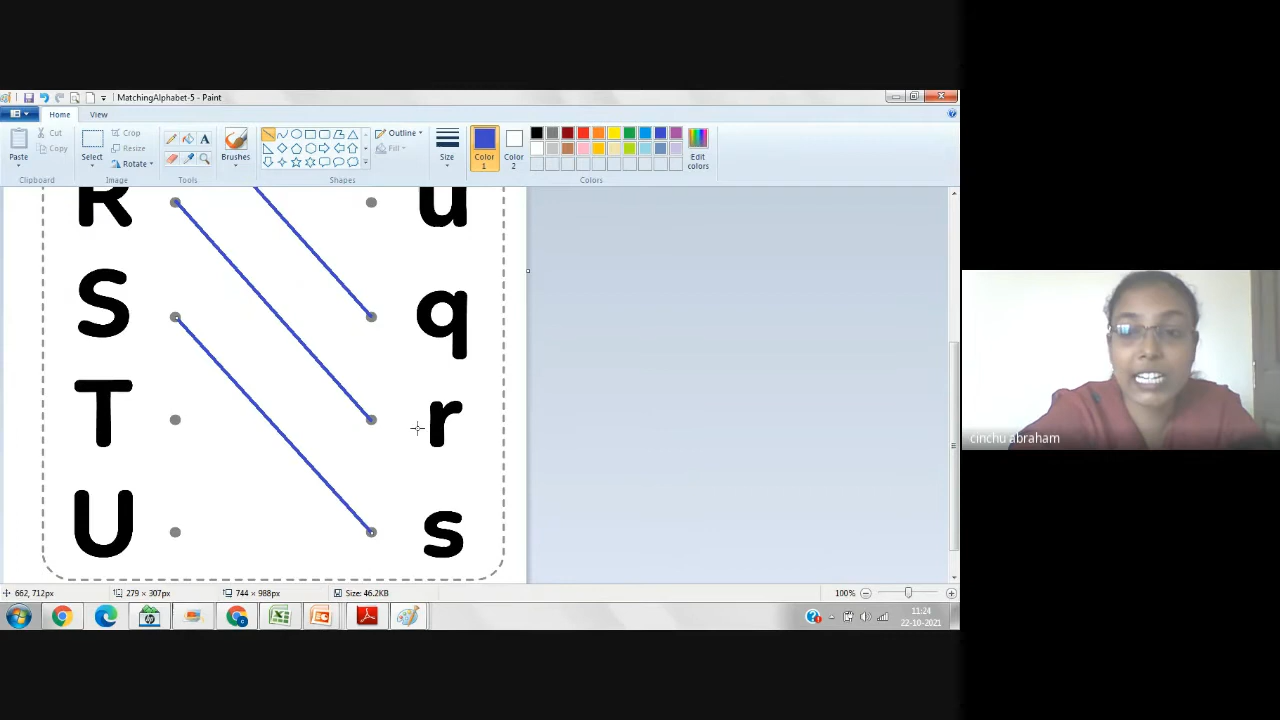 MatchingAlphabet-5 - Paint
Home View
Paste
Cut
Copy
Clipboard
Select
Crop
Resize
Rotate
Image
A
Tools
Brushes
Outline
Fill
Shapes
Size
Color 1
Color 2
Edit colors
Colors
R u
S q
T r
U s
cinchu abraham
662, 712px 279 × 307px 744 × 988px Size: 46.2KB 100%
11:24
22-10-2021